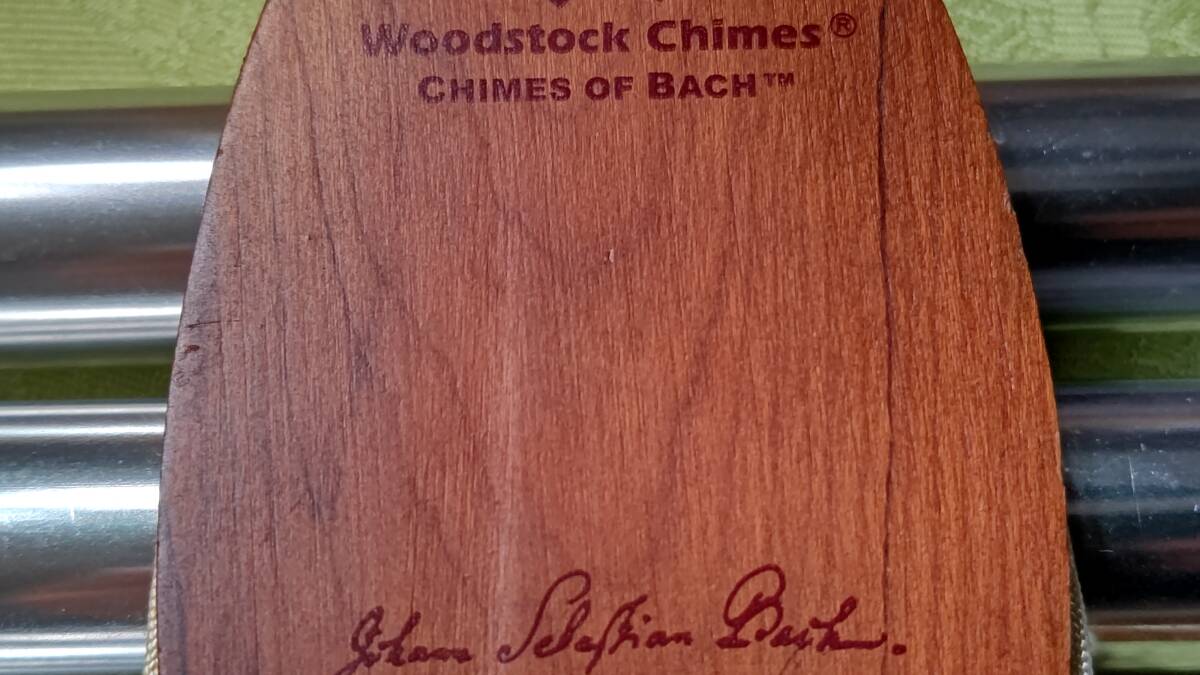 Woodstock Chimes®
CHIMES OF BACH™
Johann Sebastian Bach.